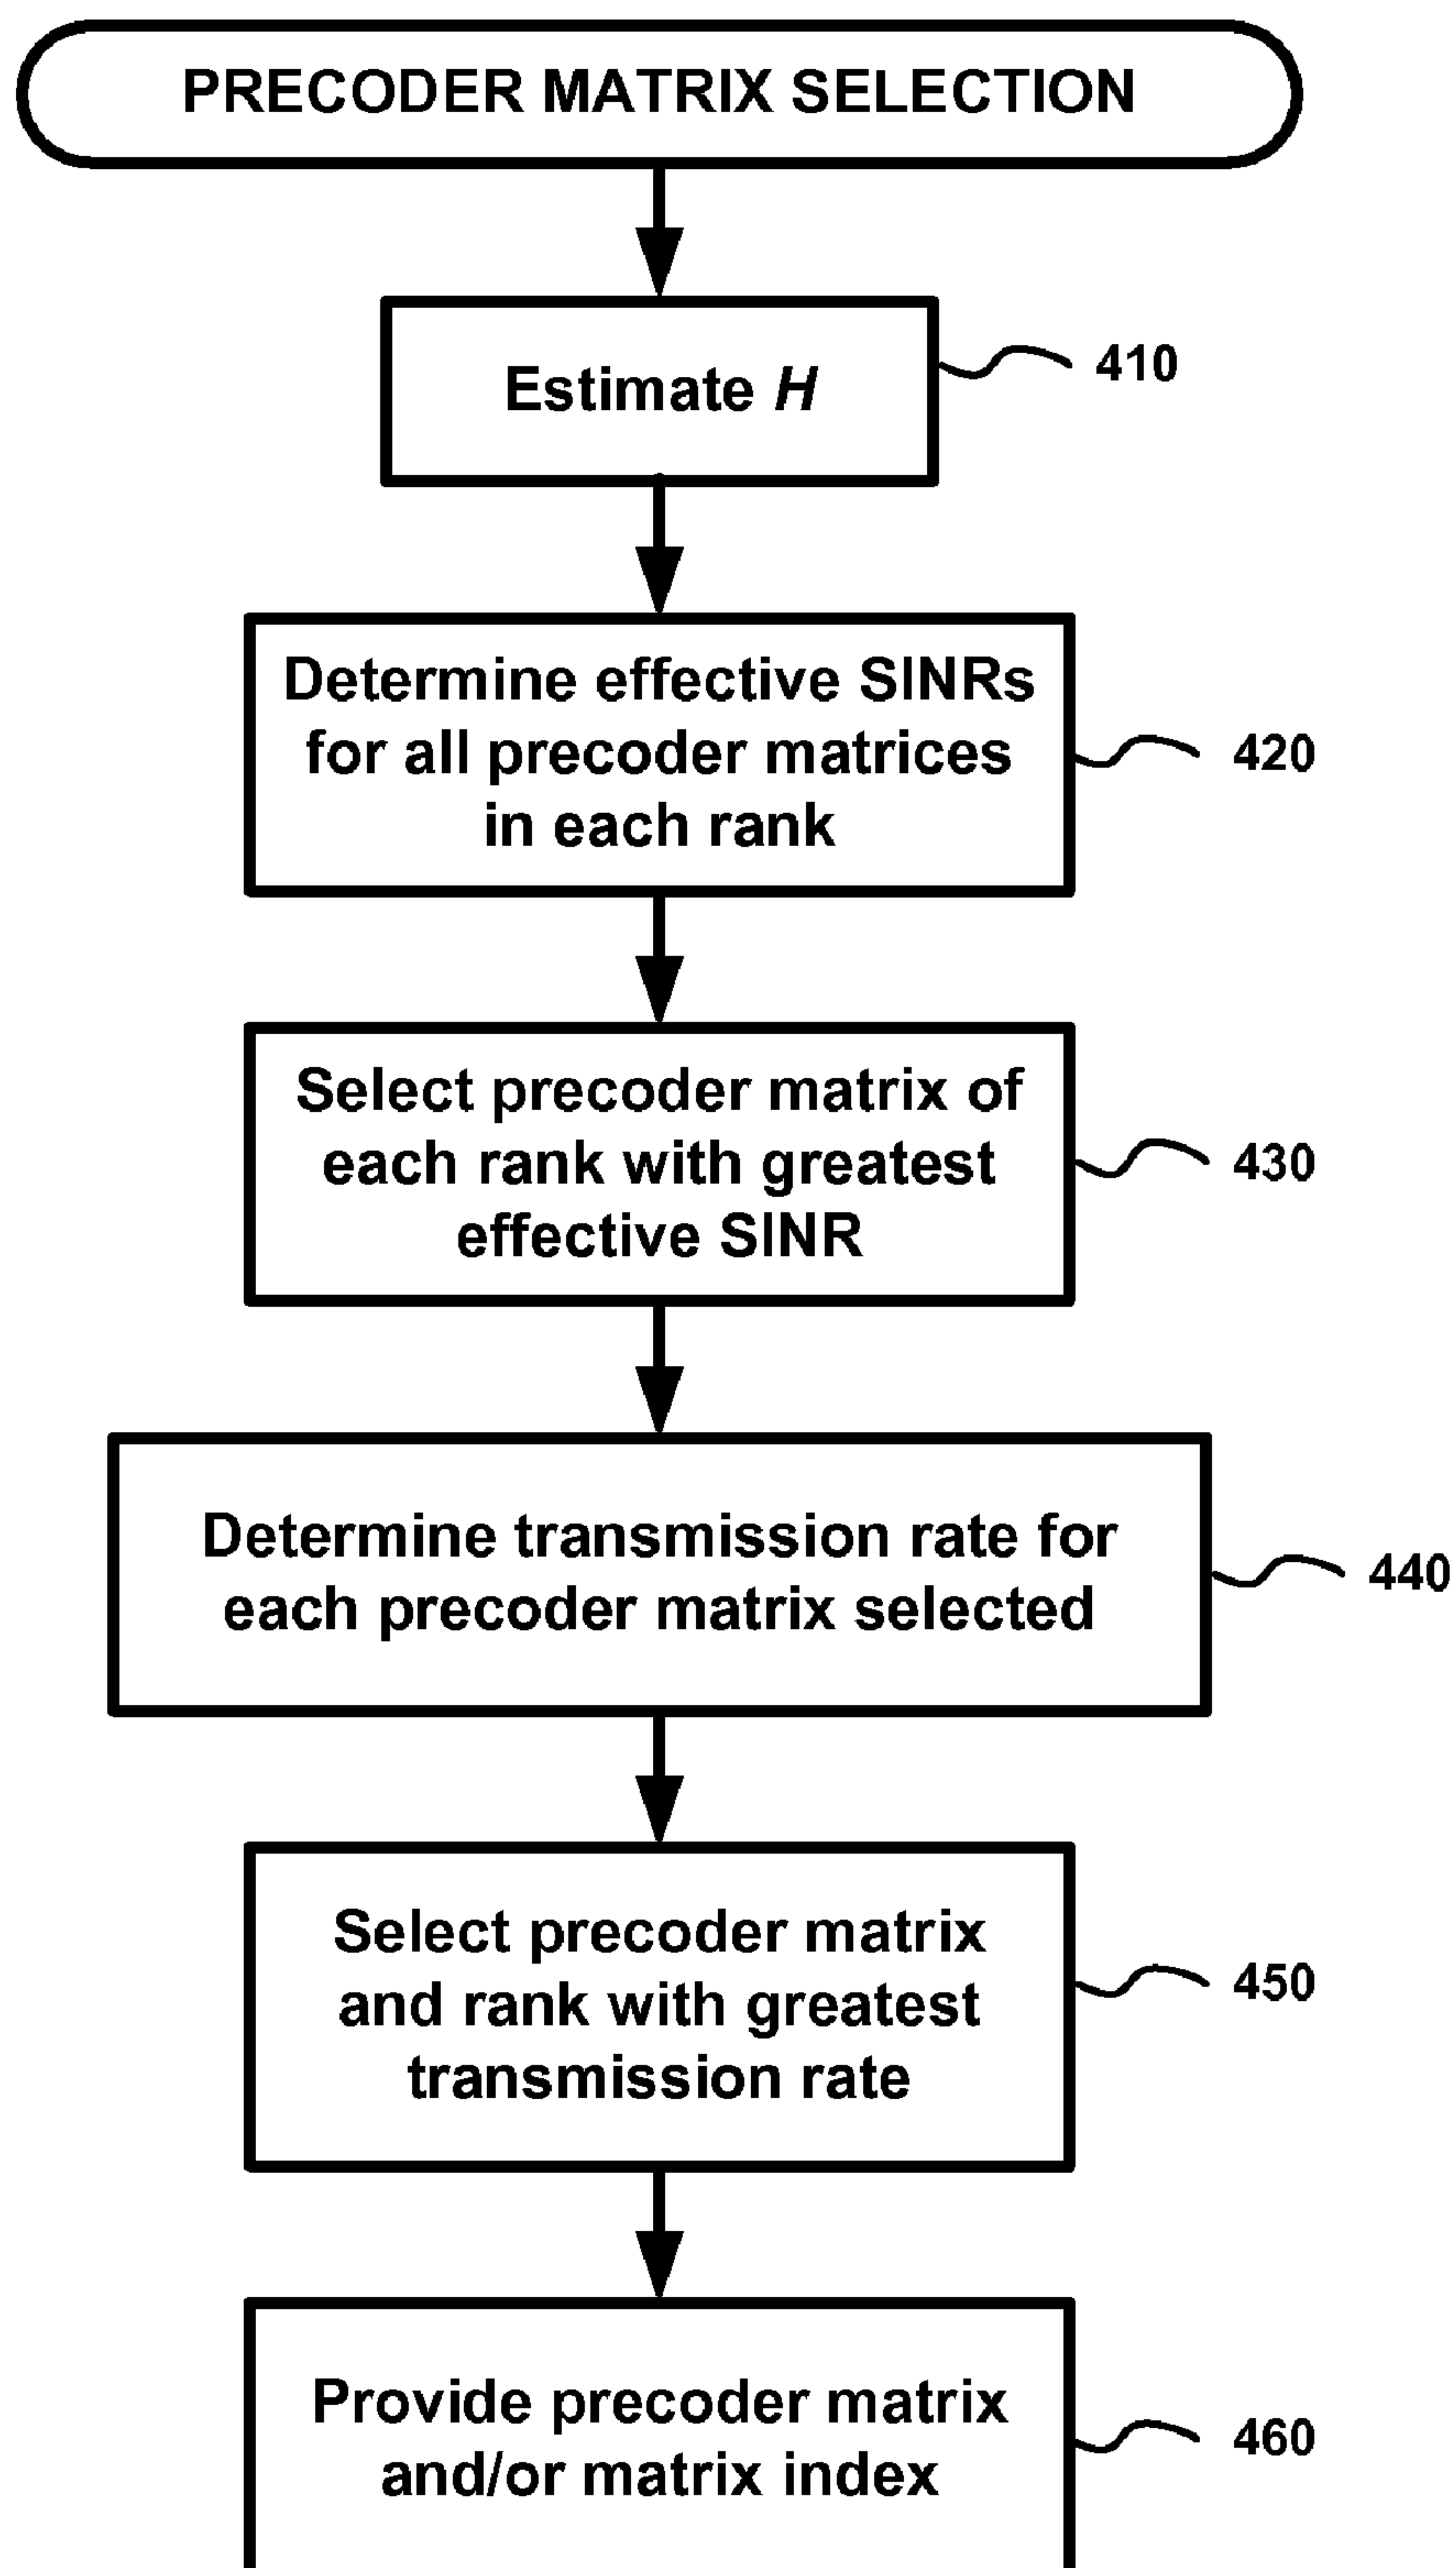 PRECODER MATRIX SELECTION
Estimate H
410
Determine effective SINRs
for all precoder matrices
in each rank
420
Select precoder matrix of
each rank with greatest
effective SINR
430
Determine transmission rate for
each precoder matrix selected
440
Select precoder matrix
and rank with greatest
transmission rate
450
Provide precoder matrix
and/or matrix index
460